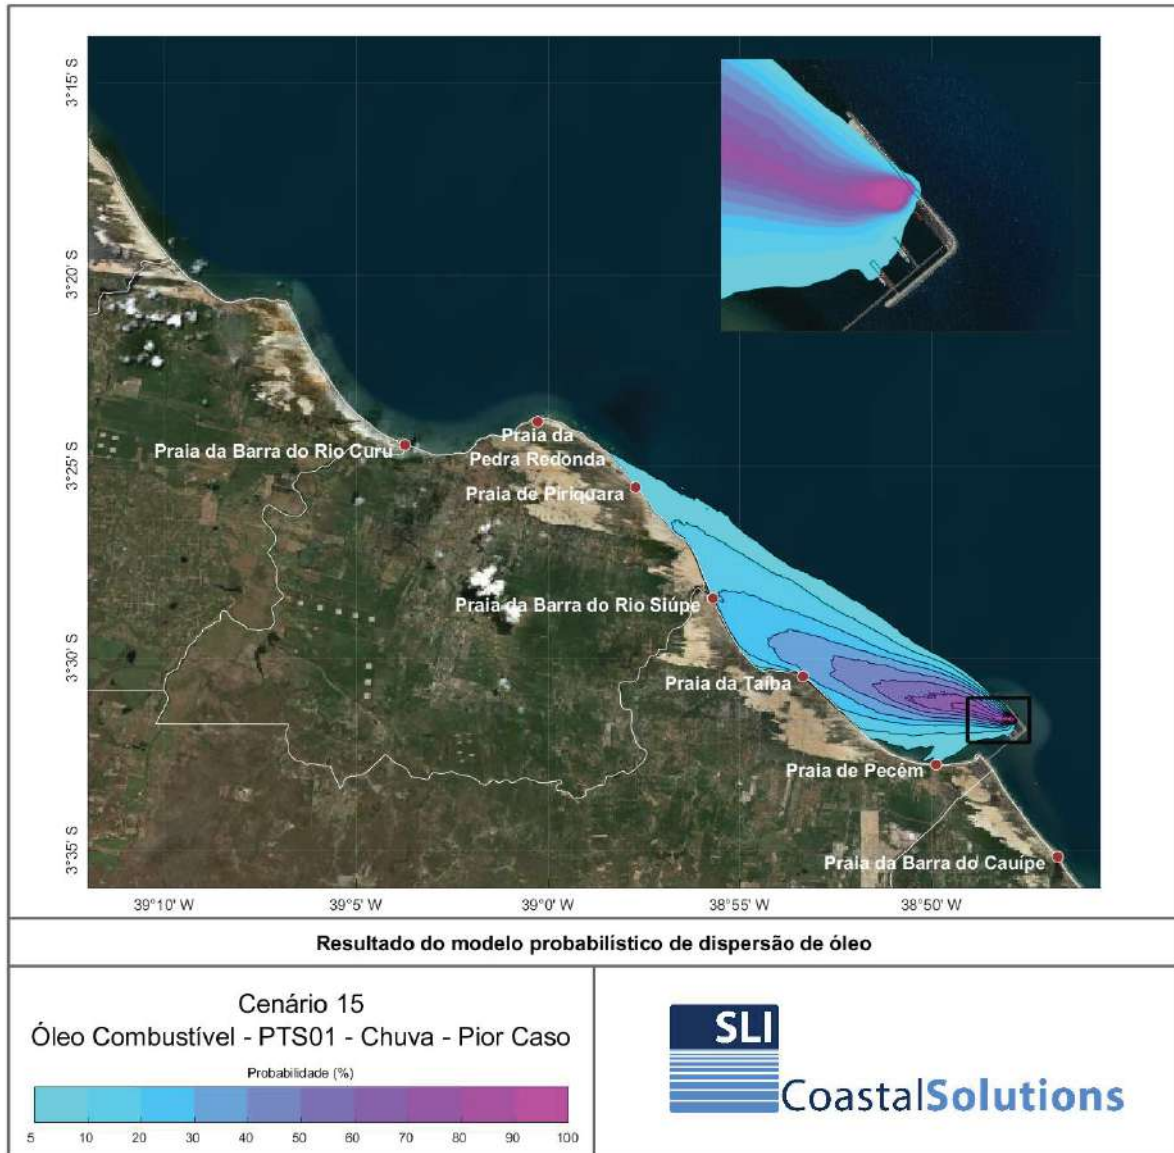 3°15' S
3°20' S
3°25' S
3°30' S
3°35' S
Praia da Barra do Rio Curu
Praia da
Pedra Redonda
Praia de Piriquara
Praia da Barra do Rio Siúpe
Praia da Taíba
Praia de Pecém
Praia da Barra do Cauípe
39°10' W
39°5' W
39°0' W
38°55' W
38°50' W
Resultado do modelo probabilístico de dispersão de óleo
Cenário 15
Óleo Combustível - PTS01 - Chuva - Pior Caso
Probabilidade (%)
5 10 20 30 40 50 60 70 80 90 100
SLI
CoastalSolutions